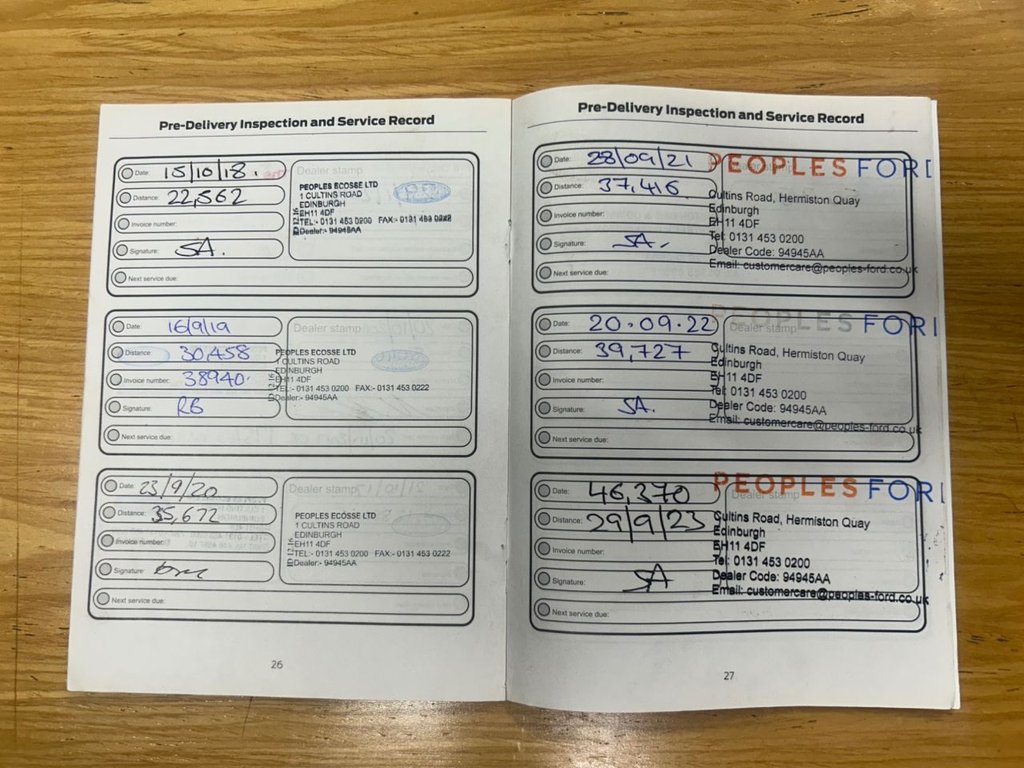 Pre-Delivery Inspection and Service Record
Date: 15/10/18.
Distance: 22,562
Invoice number:
Signature: SA.
Next service due:
Dealer stamp
PEOPLES ECOSSE LTD
1 CULTINS ROAD
EDINBURGH
EH11 4DF
TEL:- 0131 453 0200 FAX:- 0131 453 0222
Dealer:- 94945AA
Date: 16/9/19
Distance: 30,458
Invoice number: 38940.
Signature: RG
Next service due:
Dealer stamp
PEOPLES ECOSSE LTD
1 CULTINS ROAD
EDINBURGH
EH11 4DF
TEL:- 0131 453 0200 FAX:- 0131 453 0222
Dealer:- 94945AA
Date: 23/9/20
Distance: 35,672
Invoice number:
Signature:
Next service due:
Dealer stamp
PEOPLES ECOSSE LTD
1 CULTINS ROAD
EDINBURGH
EH11 4DF
TEL:- 0131 453 0200 FAX:- 0131 453 0222
Dealer:- 94945AA
26
Pre-Delivery Inspection and Service Record
Date: 28/09/21
Distance: 37,416
Invoice number:
Signature: SA.
Next service due:
PEOPLES FORD
Cultins Road, Hermiston Quay
Edinburgh
EH11 4DF
Tel: 0131 453 0200
Dealer Code: 94945AA
Email: customercare@peoples-ford.co.uk
Date: 20.09.22
Distance: 39,727
Invoice number:
Signature: SA.
Next service due:
Dealer stamp
PEOPLES FORD
Cultins Road, Hermiston Quay
Edinburgh
EH11 4DF
Tel: 0131 453 0200
Dealer Code: 94945AA
Email: customercare@peoples-ford.co.uk
Date: 46,370
Distance: 29/9/23
Invoice number:
Signature: SA
Next service due:
Dealer stamp
PEOPLES FORD
Cultins Road, Hermiston Quay
Edinburgh
EH11 4DF
Tel: 0131 453 0200
Dealer Code: 94945AA
Email: customercare@peoples-ford.co.uk
27